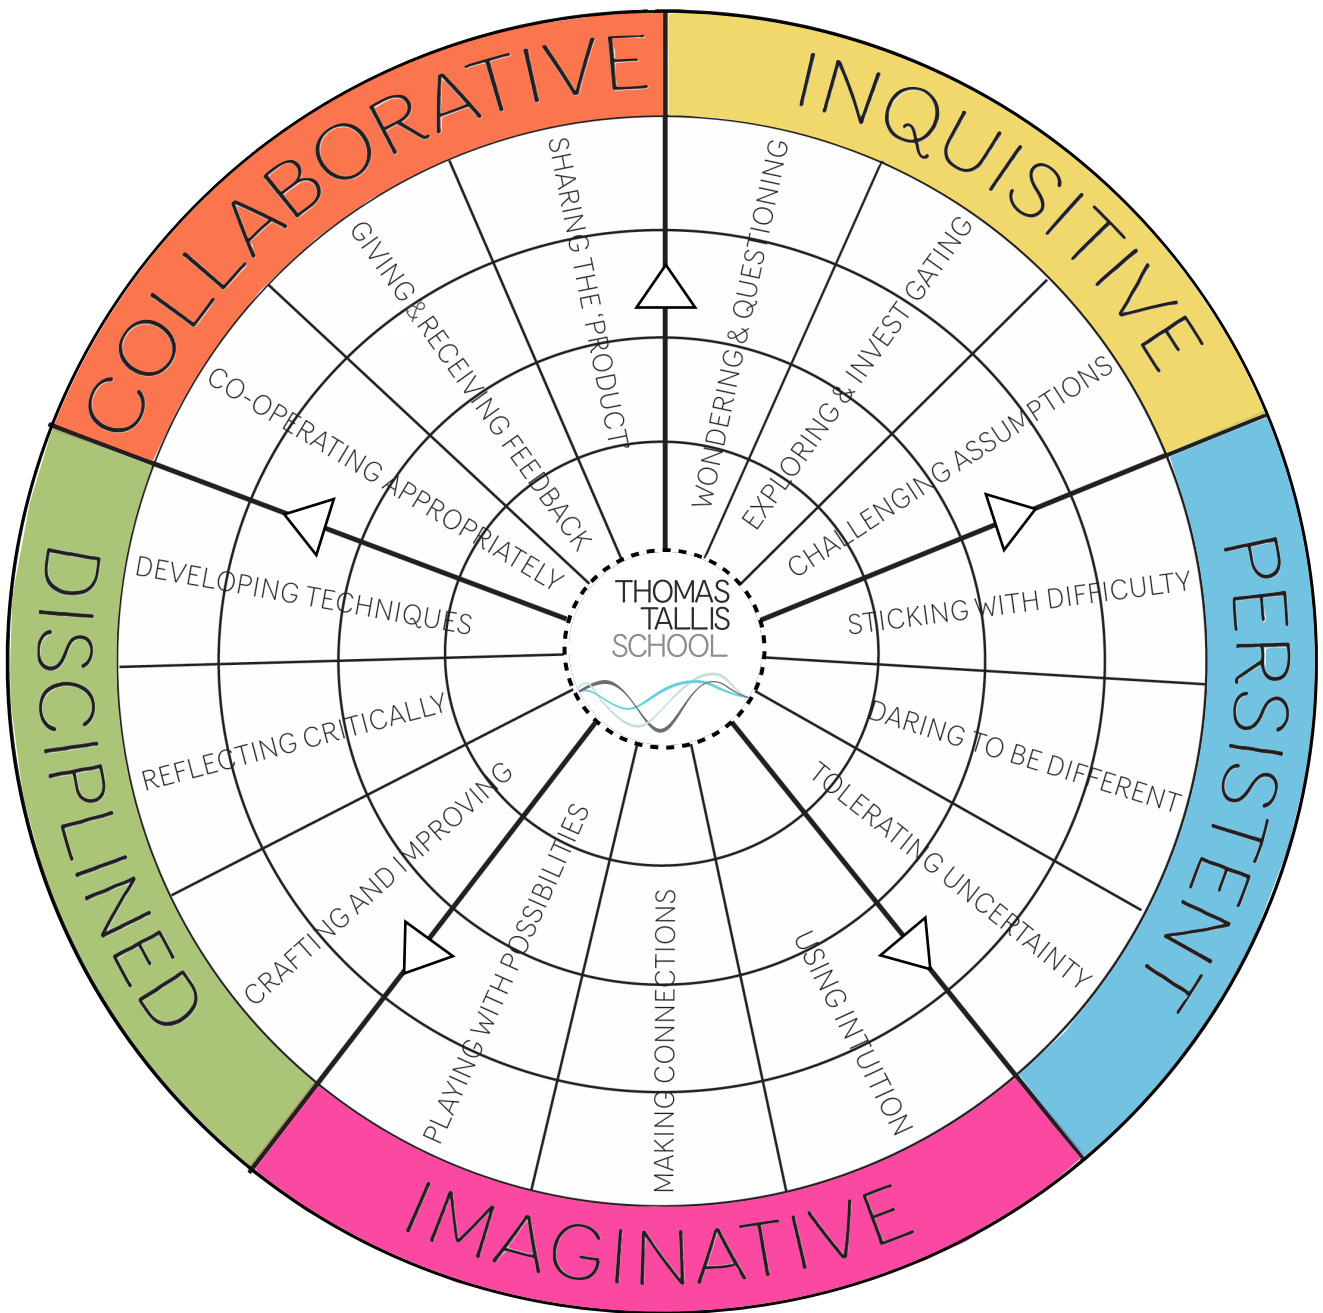 COLLABORATIVE
INQUISITIVE
PERSISTENT
IMAGINATIVE
DISCIPLINED
WONDERING & QUESTIONING
EXPLORING & INVEST GATING
CHALLENGING ASSUMPTIONS
STICKING WITH DIFFICULTY
DARING TO BE DIFFERENT
TOLERATING UNCERTAINTY
USING INTUITION
MAKING CONNECTIONS
PLAYING WITH POSSIBILITIES
CRAFTING AND IMPROVING
REFLECTING CRITICALLY
DEVELOPING TECHNIQUES
CO-OPERATING APPROPRIATELY
GIVING & RECEIVING FEEDBACK
SHARING THE ‘PRODUCT’
THOMAS
TALLIS
SCHOOL